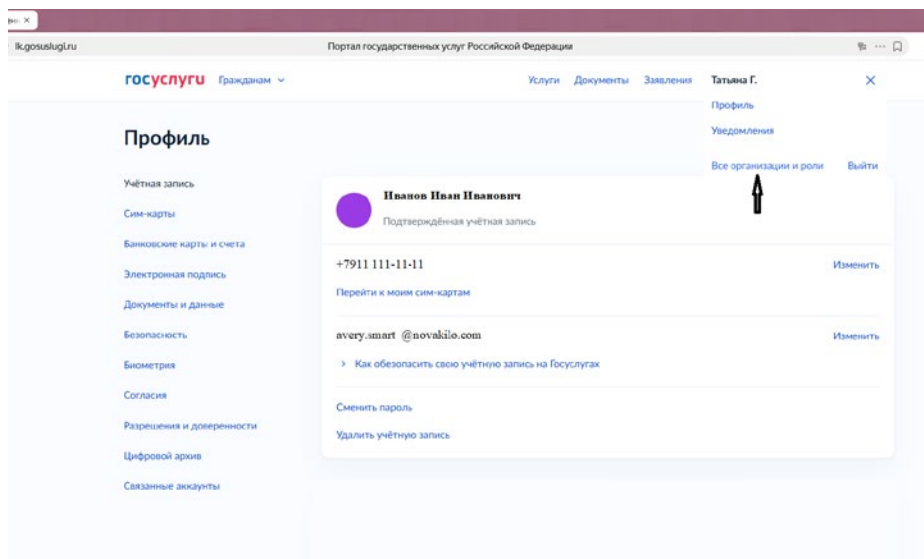 lk.gosuslugi.ru Портал государственных услуг Российской Федерации
госуслуги Гражданам Услуги Документы Заявления Татьяна Г.
Профиль
Уведомления
Все организации и роли Выйти
Профиль
Учётная запись
Сим-карты
Банковские карты и счета
Электронная подпись
Документы и данные
Безопасность
Биометрия
Согласия
Разрешения и доверенности
Цифровой архив
Связанные аккаунты
Иванов Иван Иванович
Подтверждённая учётная запись
+7911 111-11-11 Изменить
Перейти к моим сим-картам
avery.smart @novakilo.com Изменить
Как обезопасить свою учётную запись на Госуслугах
Сменить пароль
Удалить учётную запись